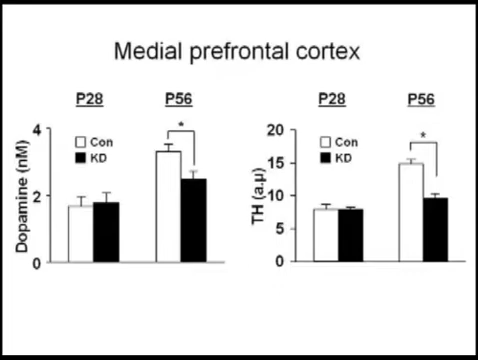 Medial prefrontal cortex
P28
P56
4
2
0
Dopamine (nM)
Con
KD
*
P28
P56
20
15
10
5
0
TH (a.µ)
Con
KD
*